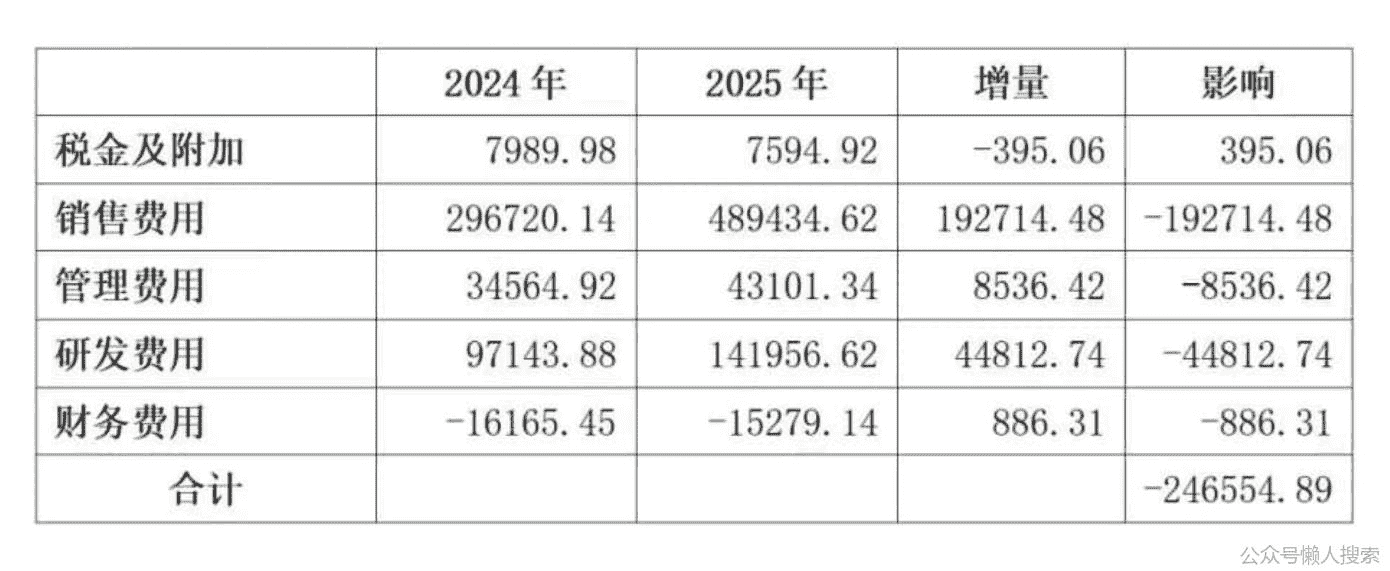 2024年 2025年 增量 影响
税金及附加 7989.98 7594.92 -395.06 395.06
销售费用 296720.14 489434.62 192714.48 -192714.48
管理费用 34564.92 43101.34 8536.42 -8536.42
研发费用 97143.88 141956.62 44812.74 -44812.74
财务费用 -16165.45 -15279.14 886.31 -886.31
合计 -246554.89
公众号懒人搜索